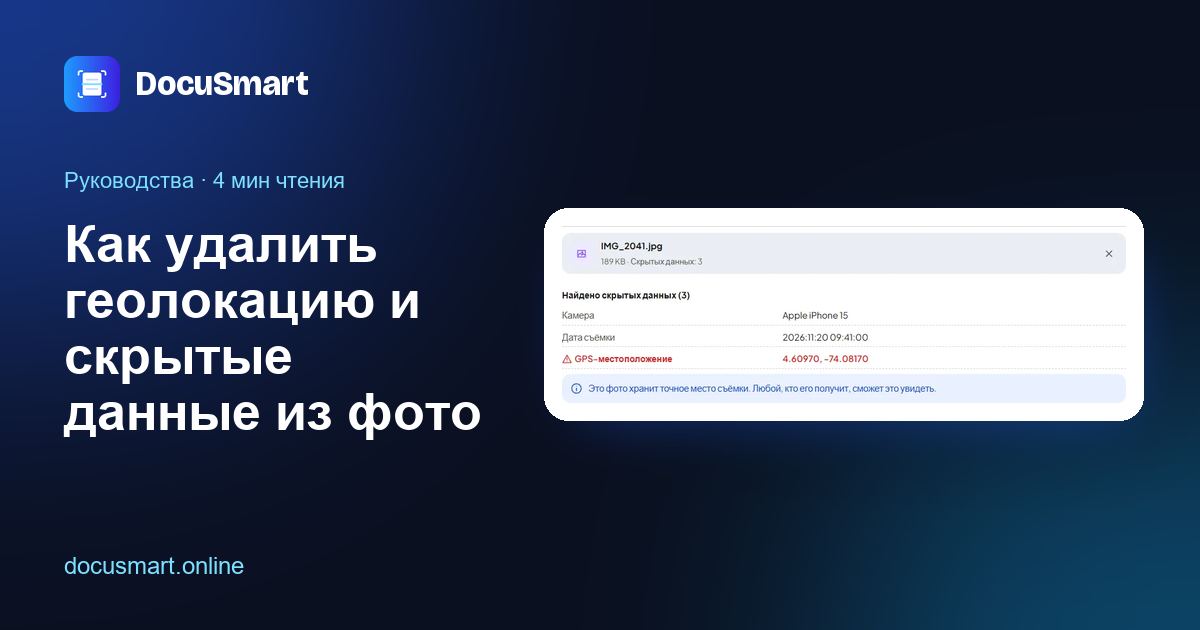 DocuSmart
Руководства · 4 мин чтения
Как удалить
геолокацию и
скрытые
данные из фото
IMG_2041.jpg
189 KB · Скрытых данных: 3
Найдено скрытых данных (3)
Камера Apple iPhone 15
Дата съёмки 2026:11:20 09:41:00
GPS-местоположение 4.60970, -74.08170
Это фото хранит точное место съёмки. Любой, кто его получит, сможет это увидеть.
docusmart.online